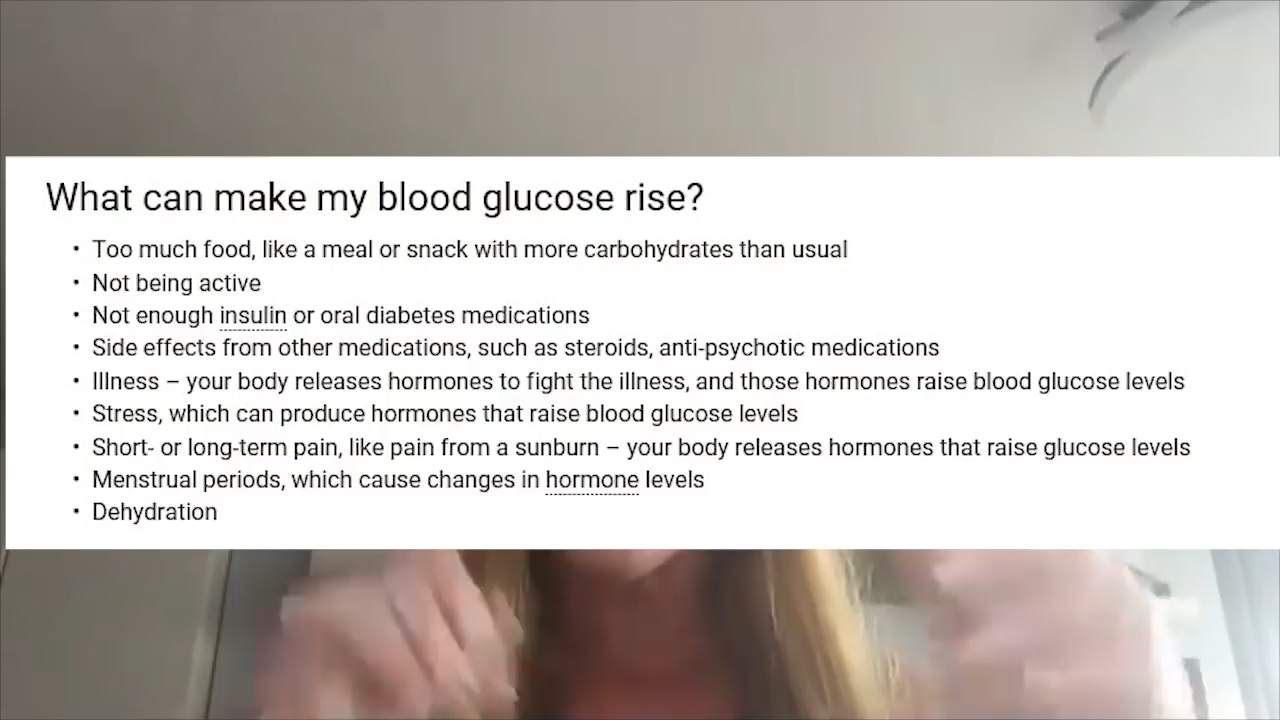 What can make my blood glucose rise?
• Too much food, like a meal or snack with more carbohydrates than usual
• Not being active
• Not enough insulin or oral diabetes medications
• Side effects from other medications, such as steroids, anti-psychotic medications
• Illness – your body releases hormones to fight the illness, and those hormones raise blood glucose levels
• Stress, which can produce hormones that raise blood glucose levels
• Short- or long-term pain, like pain from a sunburn – your body releases hormones that raise glucose levels
• Menstrual periods, which cause changes in hormone levels
• Dehydration